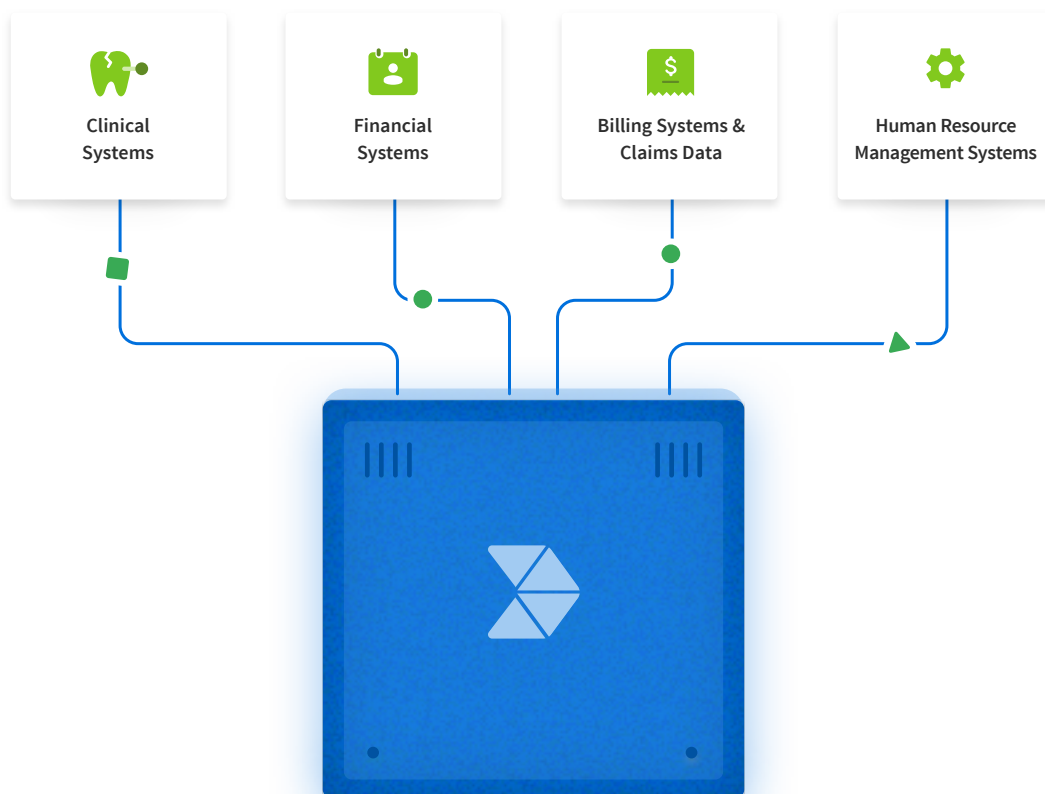 Clinical
Systems
Financial
Systems
$
Billing Systems &
Claims Data
Human Resource
Management Systems